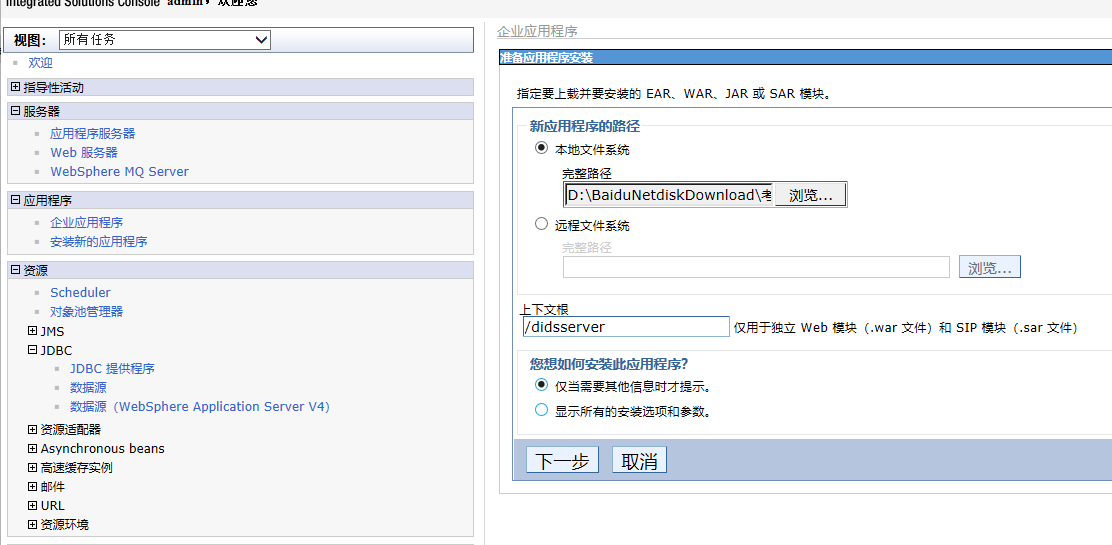 Integrated Solutions Console admin，欢迎您
视图：
所有任务
欢迎
指导性活动
服务器
应用程序服务器
Web 服务器
WebSphere MQ Server
应用程序
企业应用程序
安装新的应用程序
资源
Scheduler
对象池管理器
JMS
JDBC
JDBC 提供程序
数据源
数据源（WebSphere Application Server V4）
资源适配器
Asynchronous beans
高速缓存实例
邮件
URL
资源环境
企业应用程序
准备应用程序安装
指定要上载并要安装的 EAR、WAR、JAR 或 SAR 模块。
新应用程序的路径
本地文件系统
完整路径
D:\BaiduNetdiskDownload\考 浏览...
远程文件系统
完整路径
浏览...
上下文根
/didsserver 仅用于独立 Web 模块（.war 文件）和 SIP 模块（.sar 文件）
您想如何安装此应用程序？
仅当需要其他信息时才提示。
显示所有的安装选项和参数。
下一步 取消